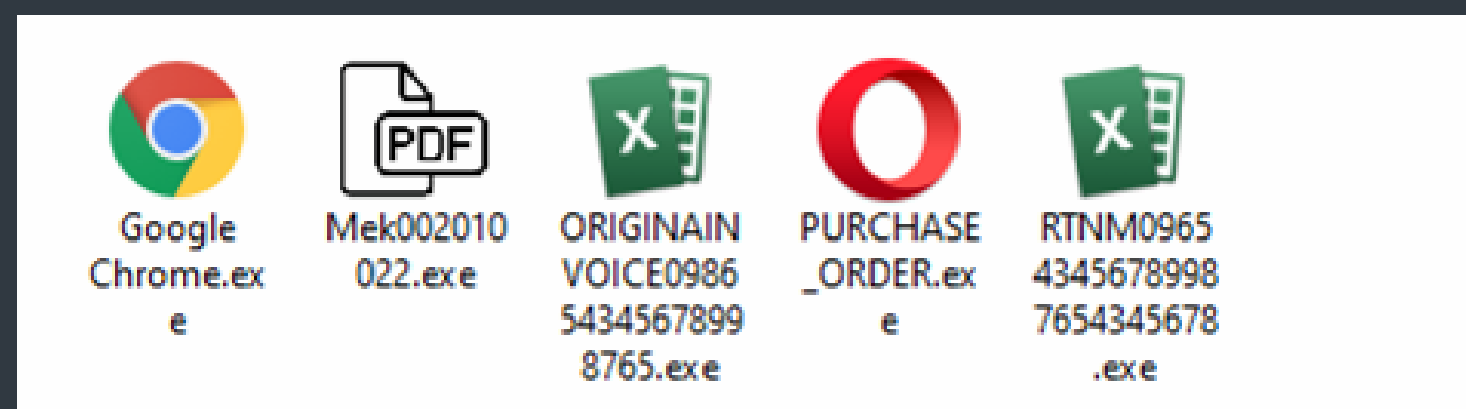 PDF
X
X
Google
Chrome.ex
e
Mek002010
022.exe
ORIGINAIN
VOICE0986
5434567899
8765.exe
PURCHASE
_ORDER.ex
e
RTNM0965
4345678998
7654345678
.exe